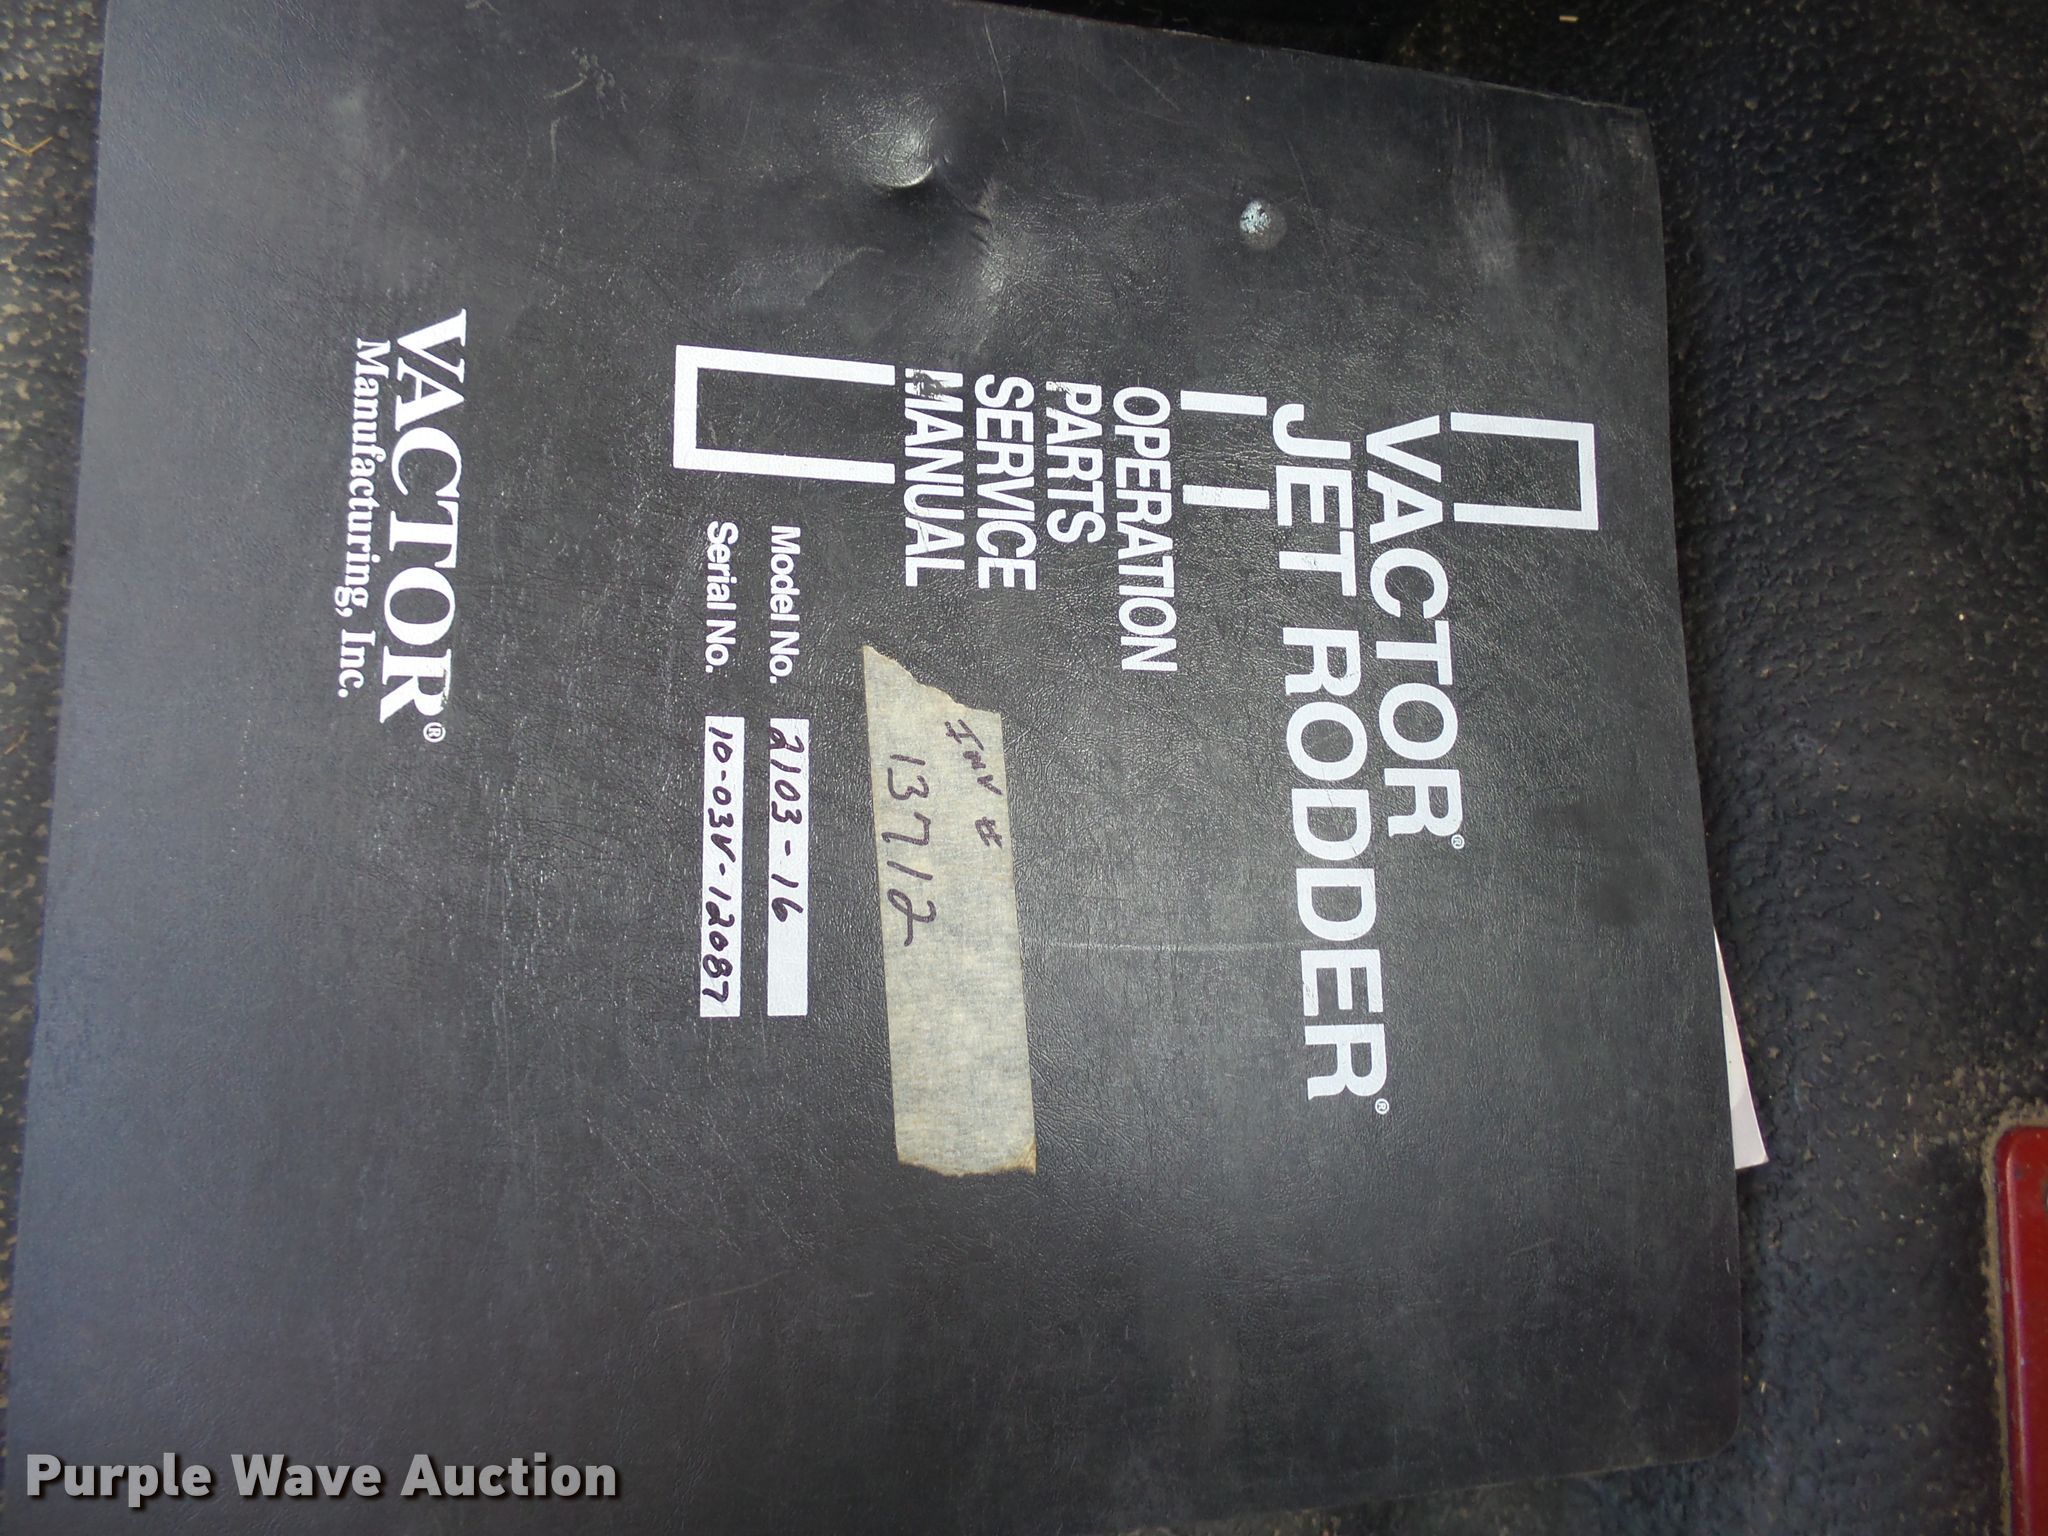 VACTOR®
JET RODDER®
OPERATION
PARTS
SERVICE
MANUAL
Inv #
13712
Model No. 2103-16
Serial No. 10-03V-12087
VACTOR®
Manufacturing, Inc.
Purple Wave Auction